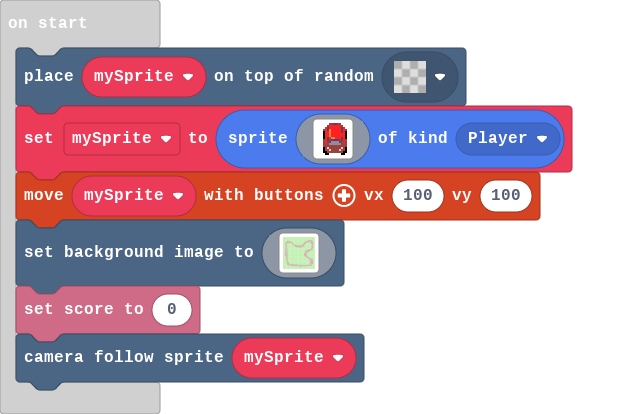 on start
place mySprite on top of random
set mySprite to sprite of kind Player
move mySprite with buttons vx 100 vy 100
set background image to
set score to 0
camera follow sprite mySprite